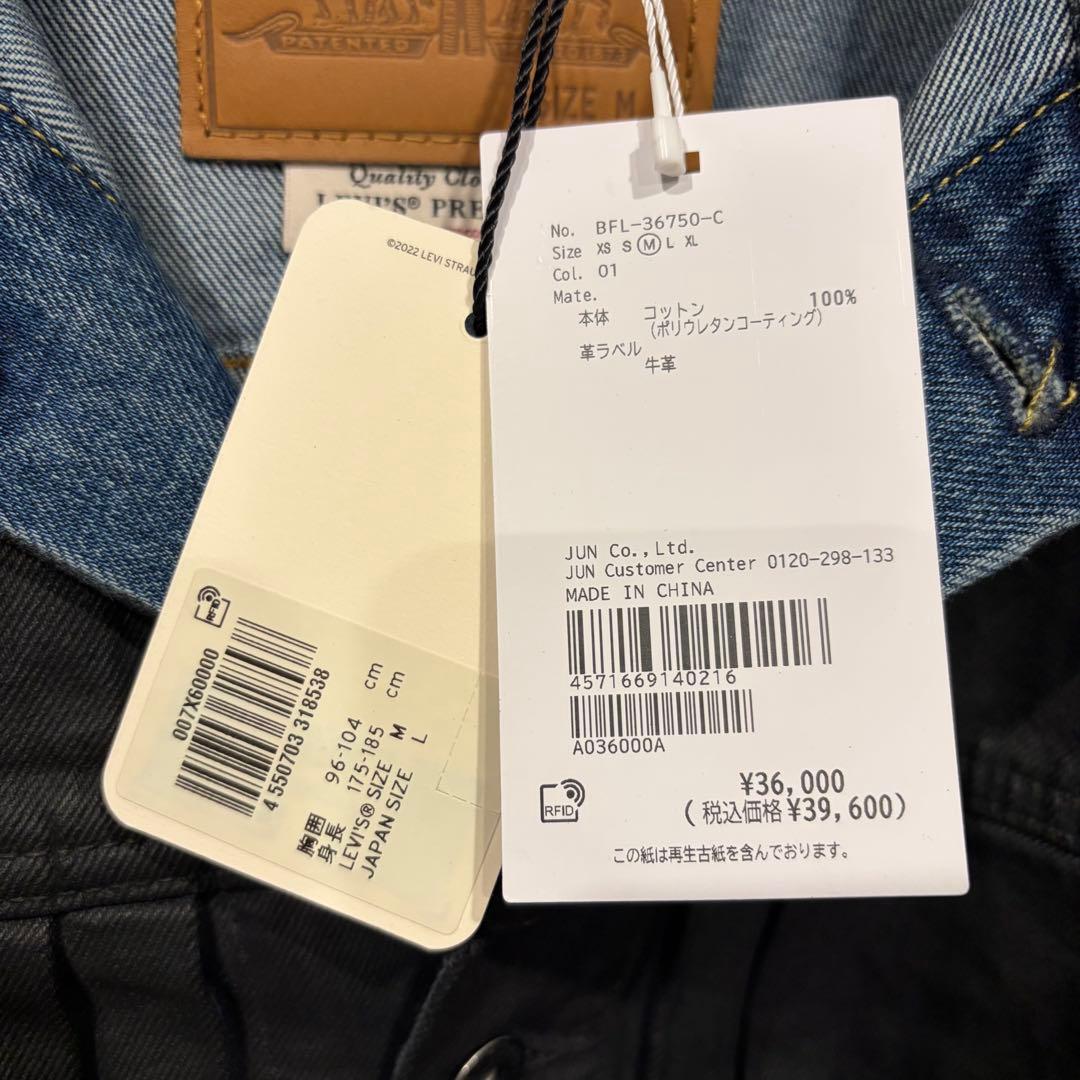 PATENTED
SIZE M
Quality Clo
LEVI'S® PRE
©2022 LEVI STRAU
RFID
007X60000
4 550703 318538
胸囲 96-104 cm
身長 175-185 cm
LEVI'S® SIZE M
JAPAN SIZE L
No. BFL-36750-C
Size XS S M L XL
Col. 01
Mate.
本体 コットン 100%
(ポリウレタンコーティング)
革ラベル
牛革
JUN Co.,Ltd.
JUN Customer Center 0120-298-133
MADE IN CHINA
4571669140216
A036000A
RFID
¥36,000
(税込価格¥39,600)
この紙は再生古紙を含んでおります。